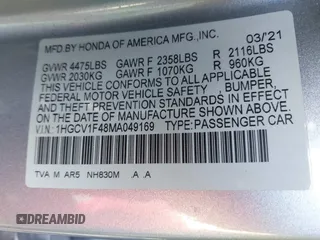 MFD. BY HONDA OF AMERICA MFG., INC. 03/21
GVWR 4475LBS GAWR F 2358LBS R 2116LBS
GVWR 2030KG GAWR F 1070KG R 960KG
THIS VEHICLE CONFORMS TO ALL APPLICABLE
FEDERAL MOTOR VEHICLE SAFETY, BUMPER,
AND THEFT PREVENTION STANDARDS IN EFFECT
ON THE DATE OF MANUFACTURE SHOWN ABOVE.
V.I.N.: 1HGCV1F48MA049169 TYPE: PASSENGER CAR
TVA M AR5 NH830M .A .A
DREAMBID